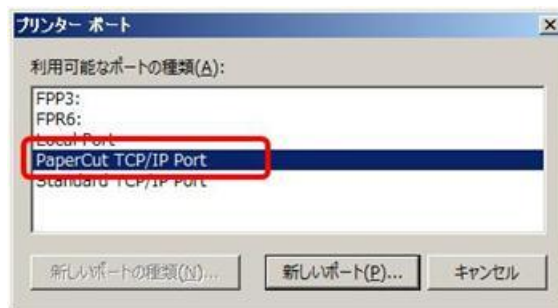 プリンター ポート
利用可能なポートの種類(A):
FPP3:
FPR6:
Local Port
PaperCut TCP/IP Port
Standard TCP/IP Port
新しいポートの種類(N)...
新しいポート(P)...
キャンセル